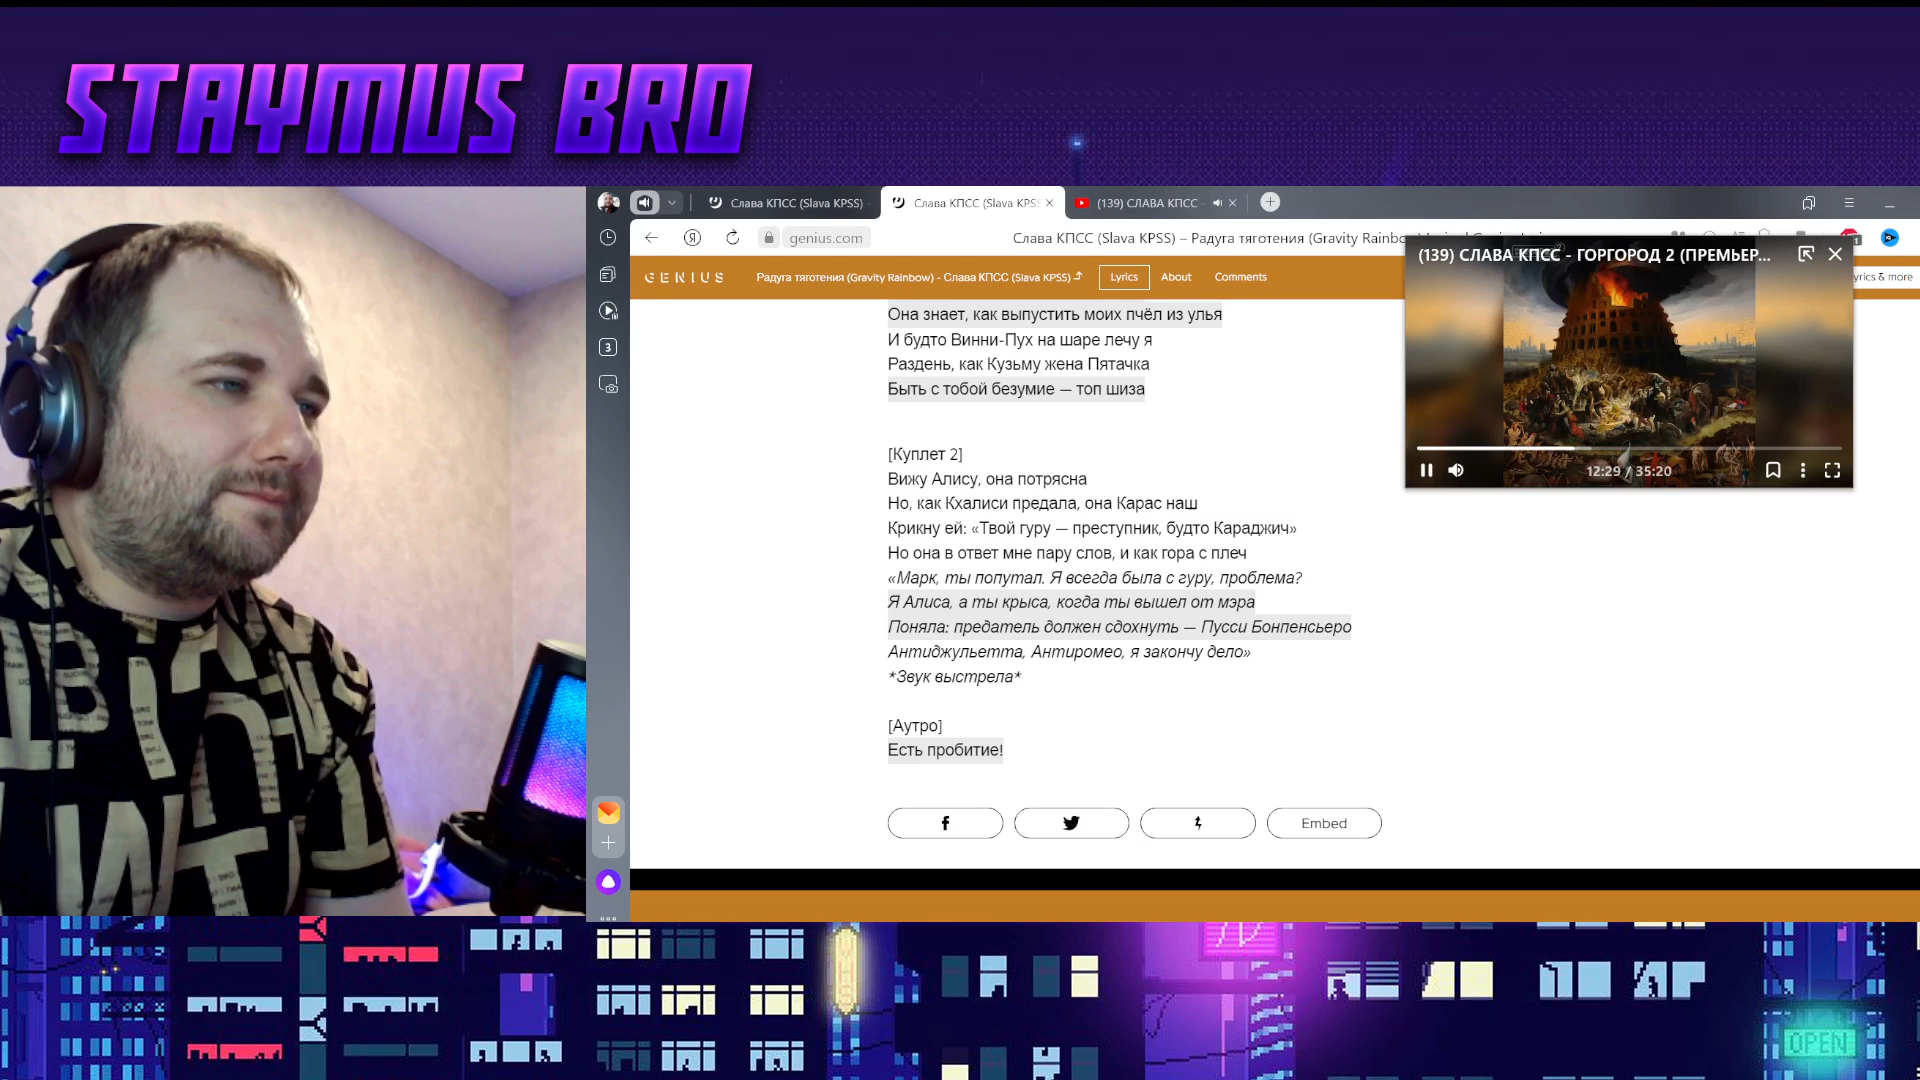 STAYMUS BRO
Слава КПСС (Slava KPSS)
Слава КПСС (Slava KPS
(139) СЛАВА КПСС
genius.com
Слава КПСС (Slava KPSS) – Радуга тяготения (Gravity Rainbo
GENIUS
Радуга тяготения (Gravity Rainbow) - Слава КПСС (Slava KPSS)
Lyrics
About
Comments
yrics & more
(139) СЛАВА КПСС - ГОРГОРОД 2 (ПРЕМЬЕР...
12:29 / 35:20
3
Она знает, как выпустить моих пчёл из улья
И будто Винни-Пух на шаре лечу я
Раздень, как Кузьму жена Пятачка
Быть с тобой безумие — топ шиза
[Куплет 2]
Вижу Алису, она потрясна
Но, как Кхалиси предала, она Карас наш
Крикну ей: «Твой гуру — преступник, будто Караджич»
Но она в ответ мне пару слов, и как гора с плеч
«Марк, ты попутал. Я всегда была с гуру, проблема?
Я Алиса, а ты крыса, когда ты вышел от мэра
Поняла: предатель должен сдохнуть — Пусси Бонпенсьеро
Антиджульетта, Антиромео, я закончу дело»
*Звук выстрела*
[Аутро]
Есть пробитие!
Embed
OPEN